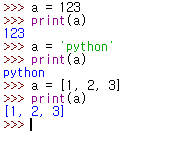 >>> a = 123
>>> print(a)
123
>>> a = 'python'
>>> print(a)
python
>>> a = [1, 2, 3]
>>> print(a)
[1, 2, 3]
>>>